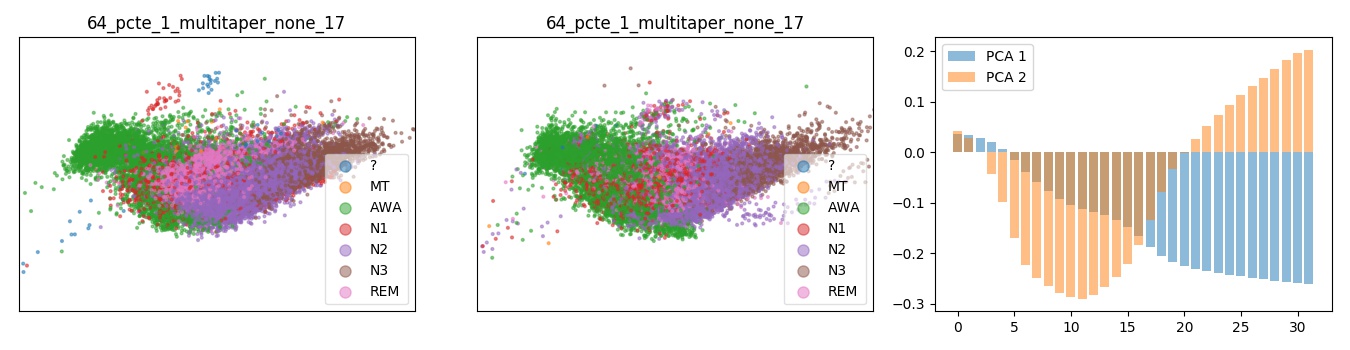 64_pcte_1_multitaper_none_17
?
MT
AWA
N1
N2
N3
REM
64_pcte_1_multitaper_none_17
?
MT
AWA
N1
N2
N3
REM
PCA 1
PCA 2
0.2
0.1
0.0
−0.1
−0.2
−0.3
0 5 10 15 20 25 30